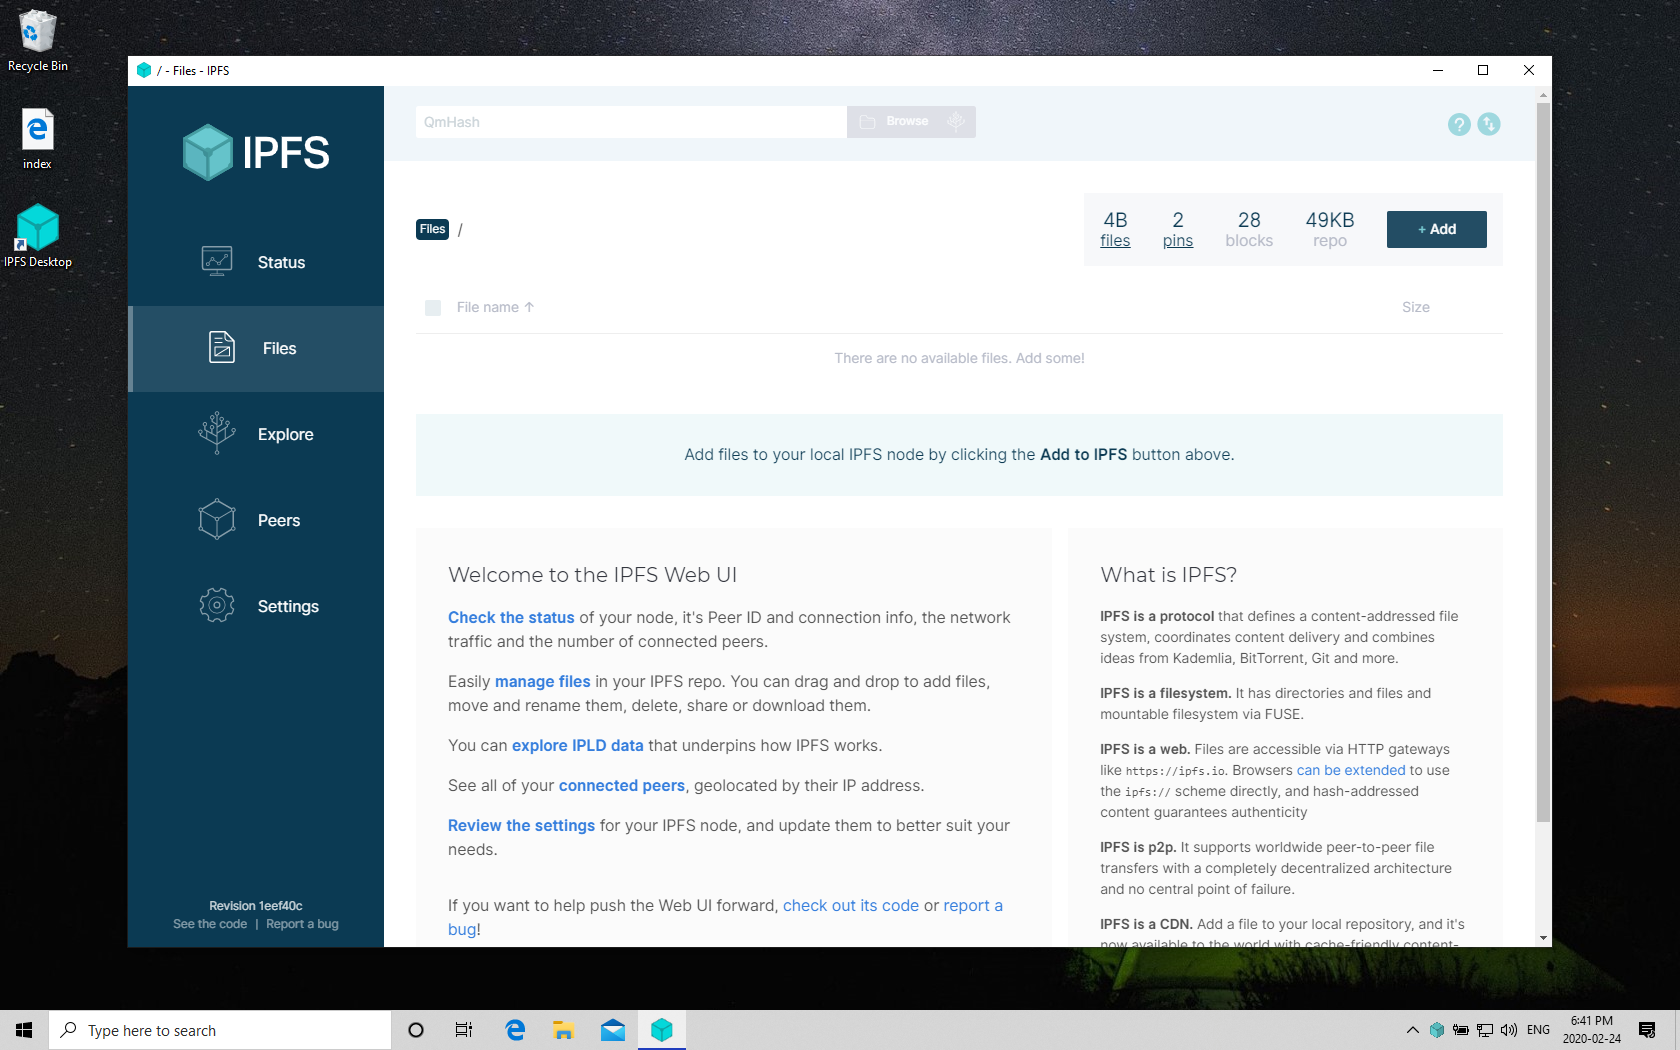 Recycle Bin
index
IPFS Desktop
/ - Files - IPFS
IPFS
Status
Files
Explore
Peers
Settings
Revision 1eef40c
See the code | Report a bug
QmHash
Browse
?
Files /
4B
files
2
pins
28
blocks
49KB
repo
+ Add
File name ↑
Size
There are no available files. Add some!
Add files to your local IPFS node by clicking the Add to IPFS button above.
Welcome to the IPFS Web UI
Check the status of your node, it's Peer ID and connection info, the network
traffic and the number of connected peers.
Easily manage files in your IPFS repo. You can drag and drop to add files,
move and rename them, delete, share or download them.
You can explore IPLD data that underpins how IPFS works.
See all of your connected peers, geolocated by their IP address.
Review the settings for your IPFS node, and update them to better suit your
needs.
If you want to help push the Web UI forward, check out its code or report a
bug!
What is IPFS?
IPFS is a protocol that defines a content-addressed file
system, coordinates content delivery and combines
ideas from Kademlia, BitTorrent, Git and more.
IPFS is a filesystem. It has directories and files and
mountable filesystem via FUSE.
IPFS is a web. Files are accessible via HTTP gateways
like https://ipfs.io. Browsers can be extended to use
the ipfs:// scheme directly, and hash-addressed
content guarantees authenticity
IPFS is p2p. It supports worldwide peer-to-peer file
transfers with a completely decentralized architecture
and no central point of failure.
IPFS is a CDN. Add a file to your local repository, and it's
now available to the world with cache-friendly content-
Type here to search
ENG
6:41 PM
2020-02-24